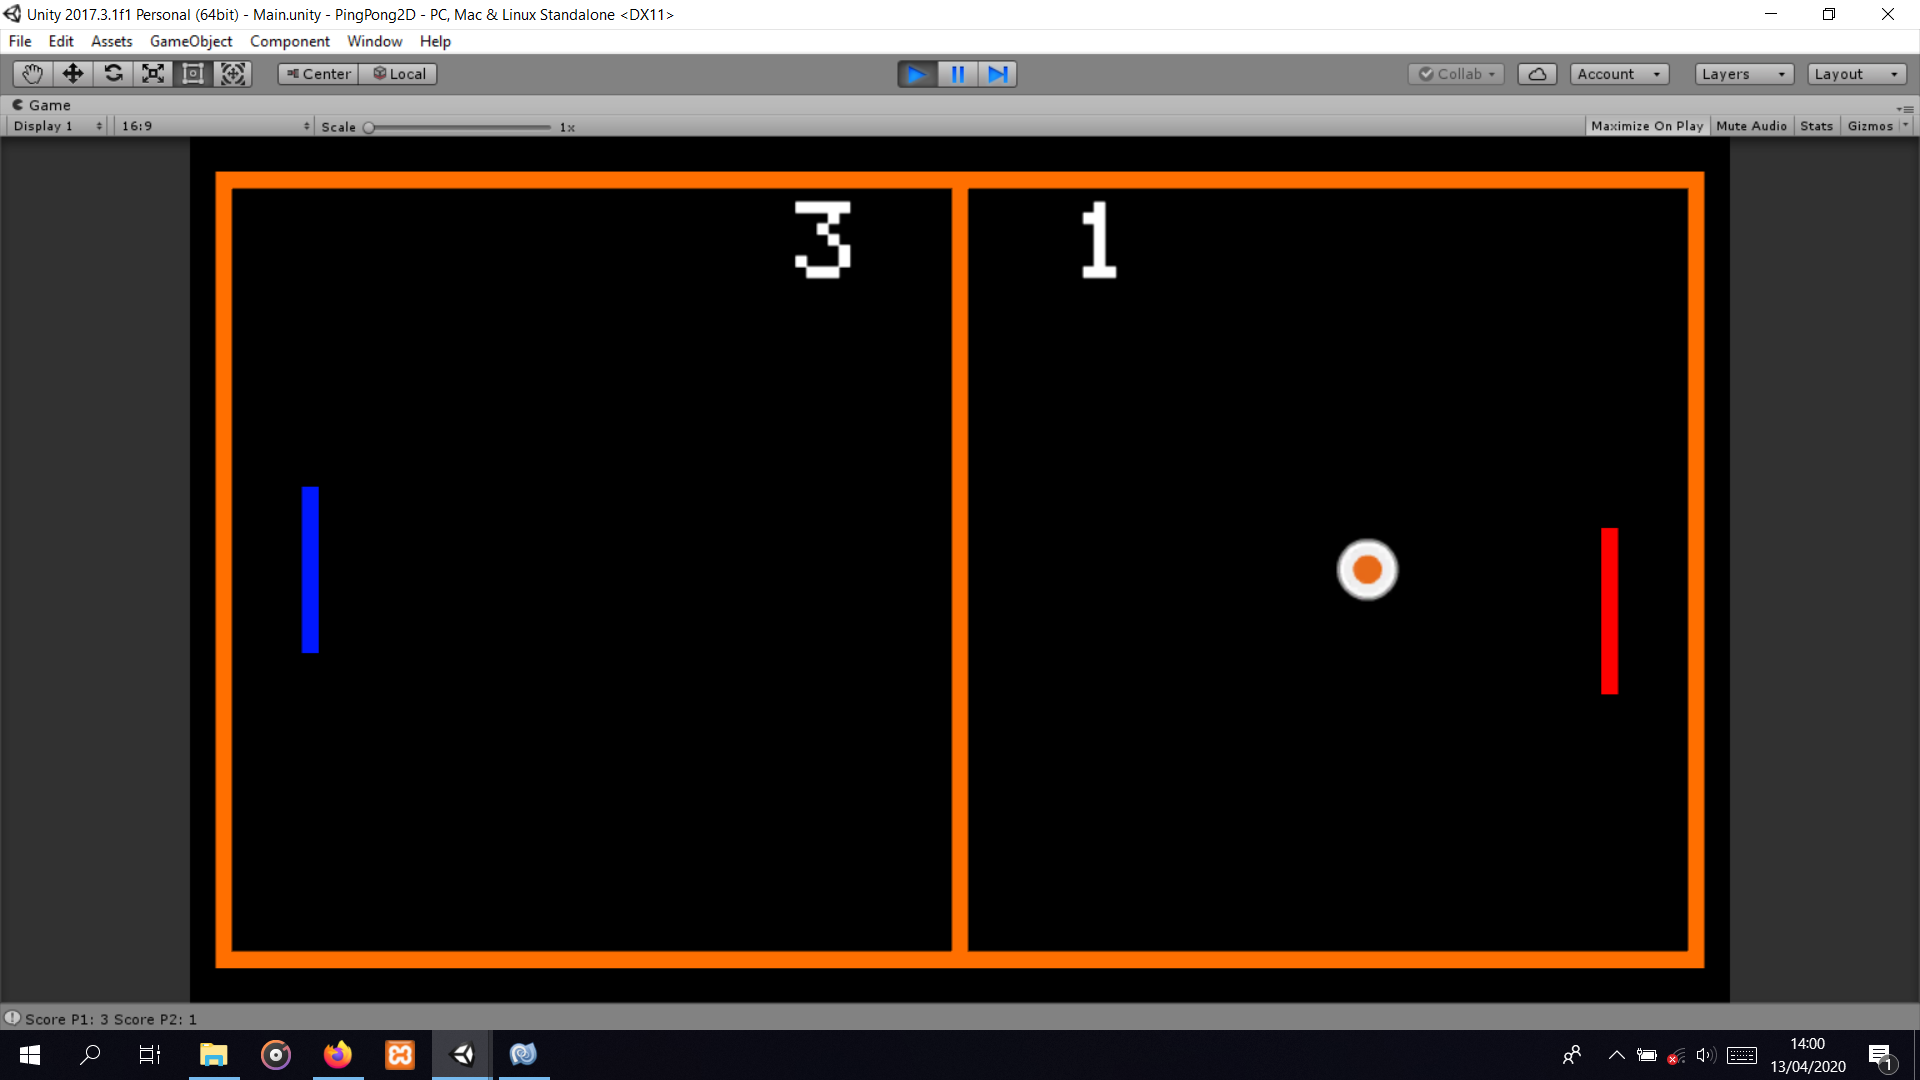 Unity 2017.3.1f1 Personal (64bit) - Main.unity - PingPong2D - PC, Mac & Linux Standalone <DX11>
File Edit Assets GameObject Component Window Help
Center Local Collab Account Layers Layout
Game
Display 1 16:9 Scale 1x Maximize On Play Mute Audio Stats Gizmos
3 1
Score P1: 3 Score P2: 1
14:00
13/04/2020
1